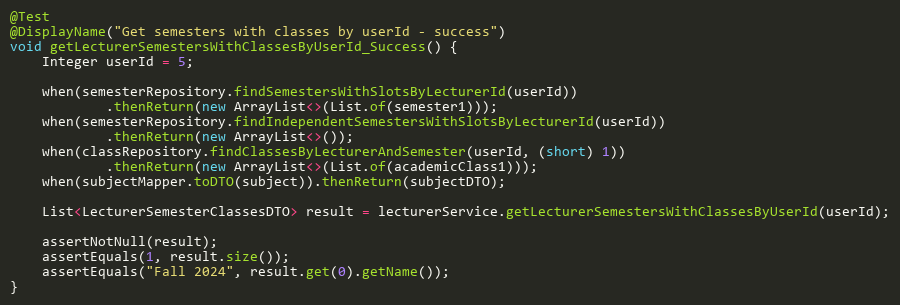 @Test
@DisplayName("Get semesters with classes by userId - success")
void getLecturerSemestersWithClassesByUserId_Success() {
    Integer userId = 5;

    when(semesterRepository.findSemestersWithSlotsByLecturerId(userId))
            .thenReturn(new ArrayList<>(List.of(semester1)));
    when(semesterRepository.findIndependentSemestersWithSlotsByLecturerId(userId))
            .thenReturn(new ArrayList<>());
    when(classRepository.findClassesByLecturerAndSemester(userId, (short) 1))
            .thenReturn(new ArrayList<>(List.of(academicClass1)));
    when(subjectMapper.toDTO(subject)).thenReturn(subjectDTO);

    List<LecturerSemesterClassesDTO> result = lecturerService.getLecturerSemestersWithClassesByUserId(userId);

    assertNotNull(result);
    assertEquals(1, result.size());
    assertEquals("Fall 2024", result.get(0).getName());
}